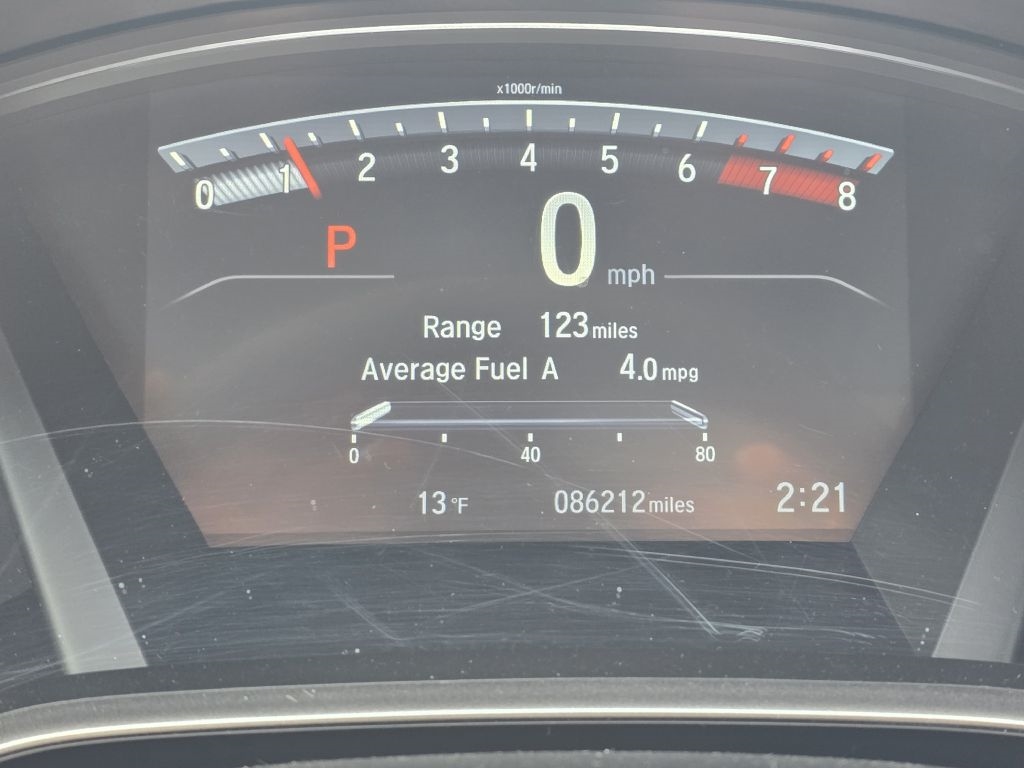 x1000r/min
0 1 2 3 4 5 6 7 8
P
0 mph
Range 123 miles
Average Fuel A 4.0 mpg
0 40 80
13 °F 086212 miles 2:21